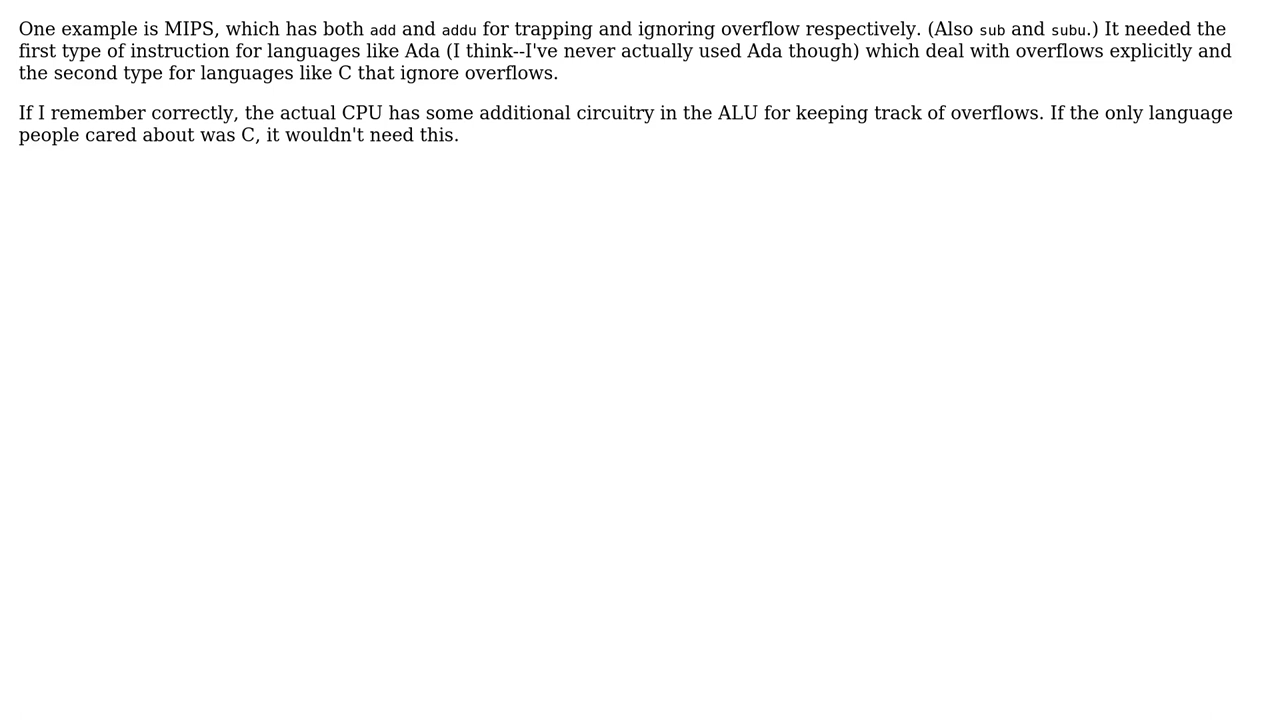 One example is MIPS, which has both add and addu for trapping and ignoring overflow respectively. (Also sub and subu.) It needed the
first type of instruction for languages like Ada (I think--I've never actually used Ada though) which deal with overflows explicitly and
the second type for languages like C that ignore overflows.
If I remember correctly, the actual CPU has some additional circuitry in the ALU for keeping track of overflows. If the only language
people cared about was C, it wouldn't need this.